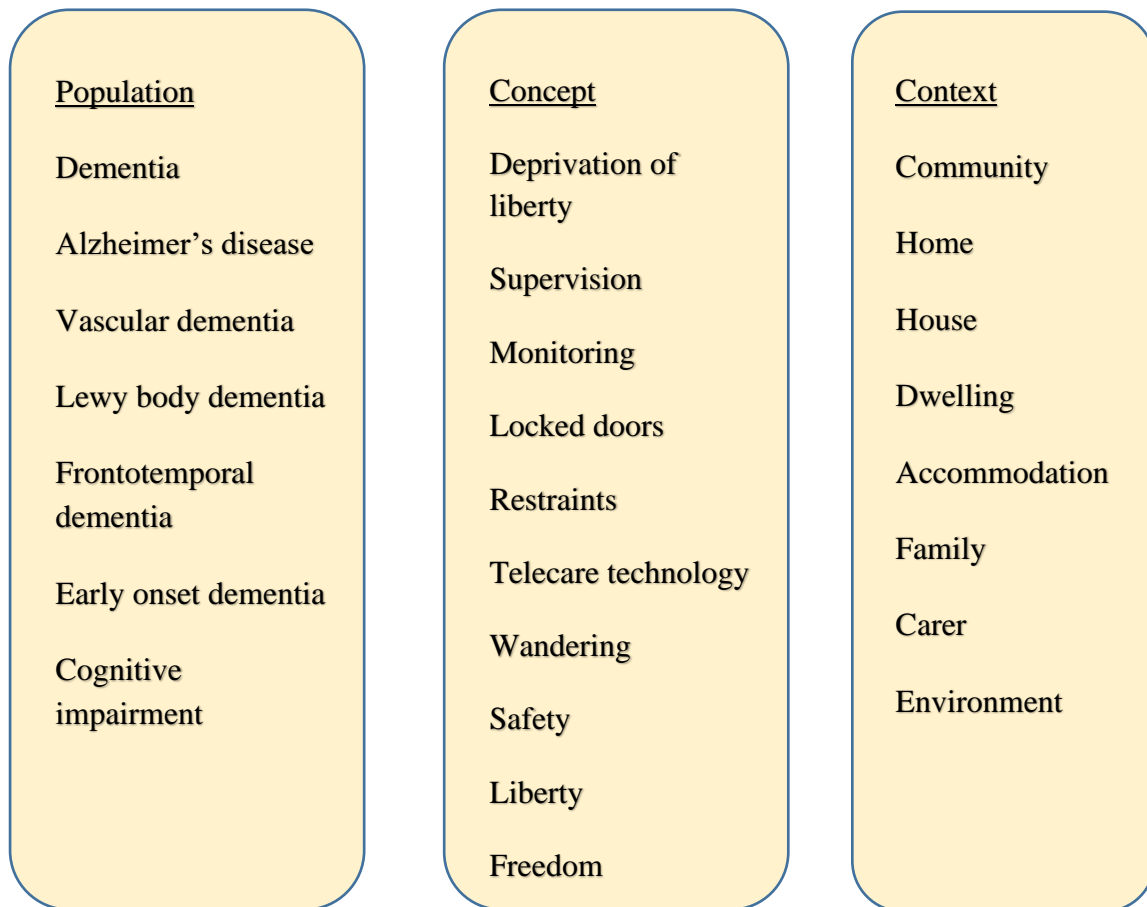 Population
Dementia
Alzheimer’s disease
Vascular dementia
Lewy body dementia
Frontotemporal
dementia
Early onset dementia
Cognitive
impairment
Concept
Deprivation of
liberty
Supervision
Monitoring
Locked doors
Restraints
Telecare technology
Wandering
Safety
Liberty
Freedom
Context
Community
Home
House
Dwelling
Accommodation
Family
Carer
Environment